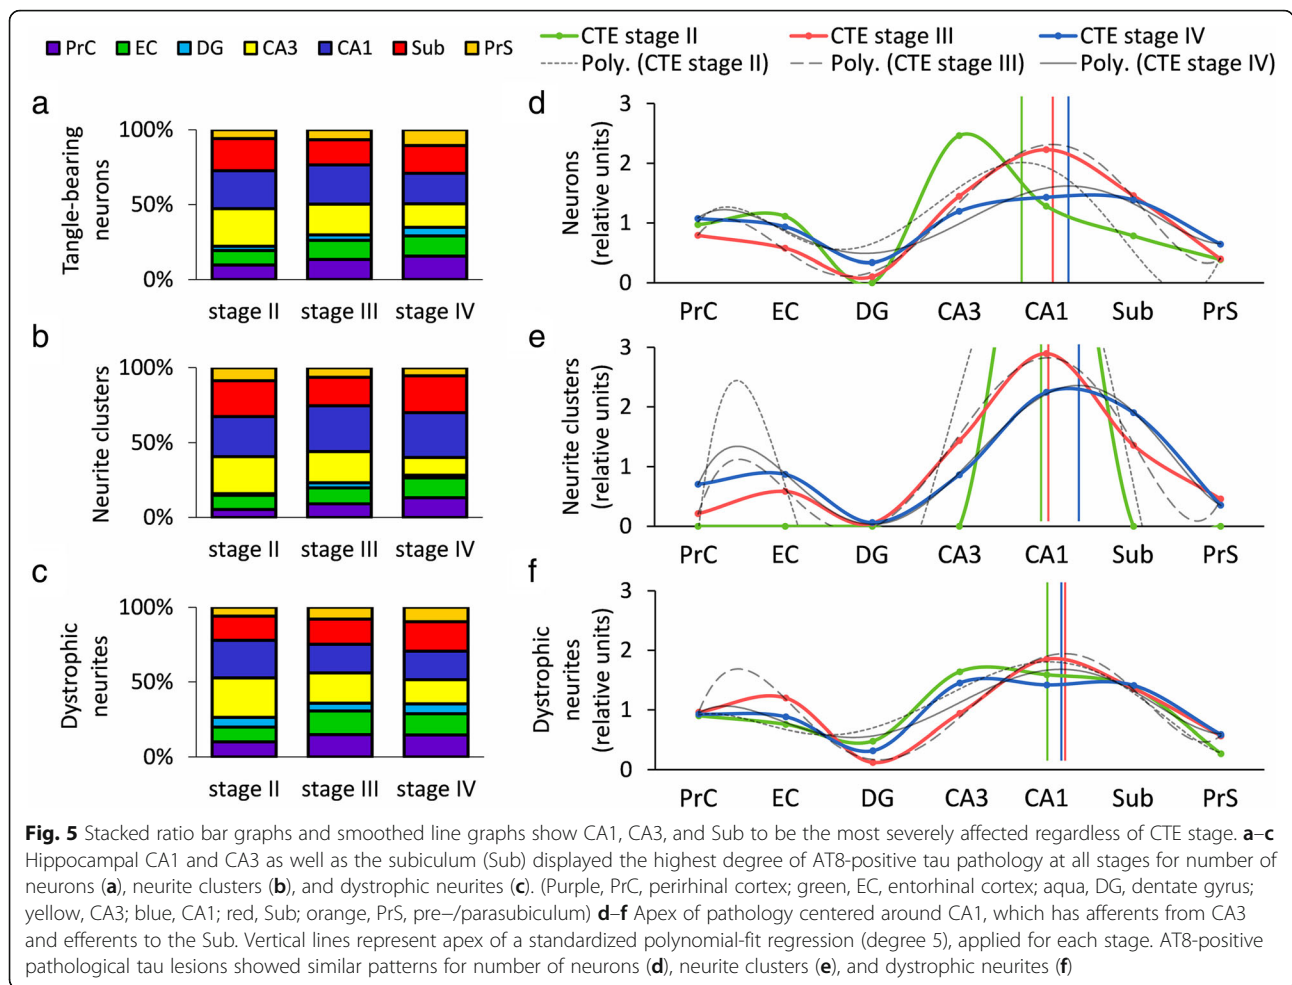 PrC EC DG CA3 CA1 Sub PrS
CTE stage II CTE stage III CTE stage IV
Poly. (CTE stage II) Poly. (CTE stage III) Poly. (CTE stage IV)
a
Tangle-bearing
neurons
100%
50%
0%
stage II stage III stage IV
b
Neurite clusters
100%
50%
0%
stage II stage III stage IV
c
Dystrophic
neurites
100%
50%
0%
stage II stage III stage IV
d
Neurons
(relative units)
3
2
1
0
PrC EC DG CA3 CA1 Sub PrS
e
Neurite clusters
(relative units)
3
2
1
0
PrC EC DG CA3 CA1 Sub PrS
f
Dystrophic
neurites
(relative units)
3
2
1
0
PrC EC DG CA3 CA1 Sub PrS
Fig. 5 Stacked ratio bar graphs and smoothed line graphs show CA1, CA3, and Sub to be the most severely affected regardless of CTE stage. a–c
Hippocampal CA1 and CA3 as well as the subiculum (Sub) displayed the highest degree of AT8-positive tau pathology at all stages for number of
neurons (a), neurite clusters (b), and dystrophic neurites (c). (Purple, PrC, perirhinal cortex; green, EC, entorhinal cortex; aqua, DG, dentate gyrus;
yellow, CA3; blue, CA1; red, Sub; orange, PrS, pre–/parasubiculum) d–f Apex of pathology centered around CA1, which has afferents from CA3
and efferents to the Sub. Vertical lines represent apex of a standardized polynomial-fit regression (degree 5), applied for each stage. AT8-positive
pathological tau lesions showed similar patterns for number of neurons (d), neurite clusters (e), and dystrophic neurites (f)